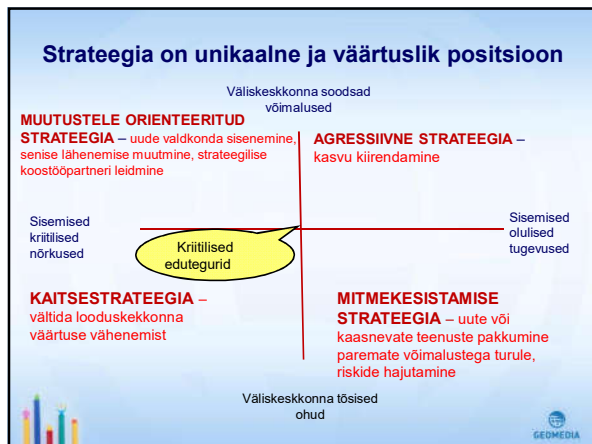 Strateegia on unikaalne ja väärtuslik positsioon
Väliskeskkonna soodsad
võimalused
MUUTUSTELE ORIENTEERITUD
STRATEEGIA – uude valdkonda sisenemine,
senise lähenemise muutmine, strateegilise
koostööpartneri leidmine
AGRESSIIVNE STRATEEGIA –
kasvu kiirendamine
Sisemised
kriitilised
nõrkused
Kriitilised
edutegurid
Sisemised
olulised
tugevused
KAITSESTRATEEGIA –
vältida looduskekkonna
väärtuse vähenemist
MITMEKESISTAMISE
STRATEEGIA – uute või
kaasnevate teenuste pakkumine
paremate võimalustega turule,
riskide hajutamine
Väliskeskkonna tõsised
ohud
GEOMEDIA